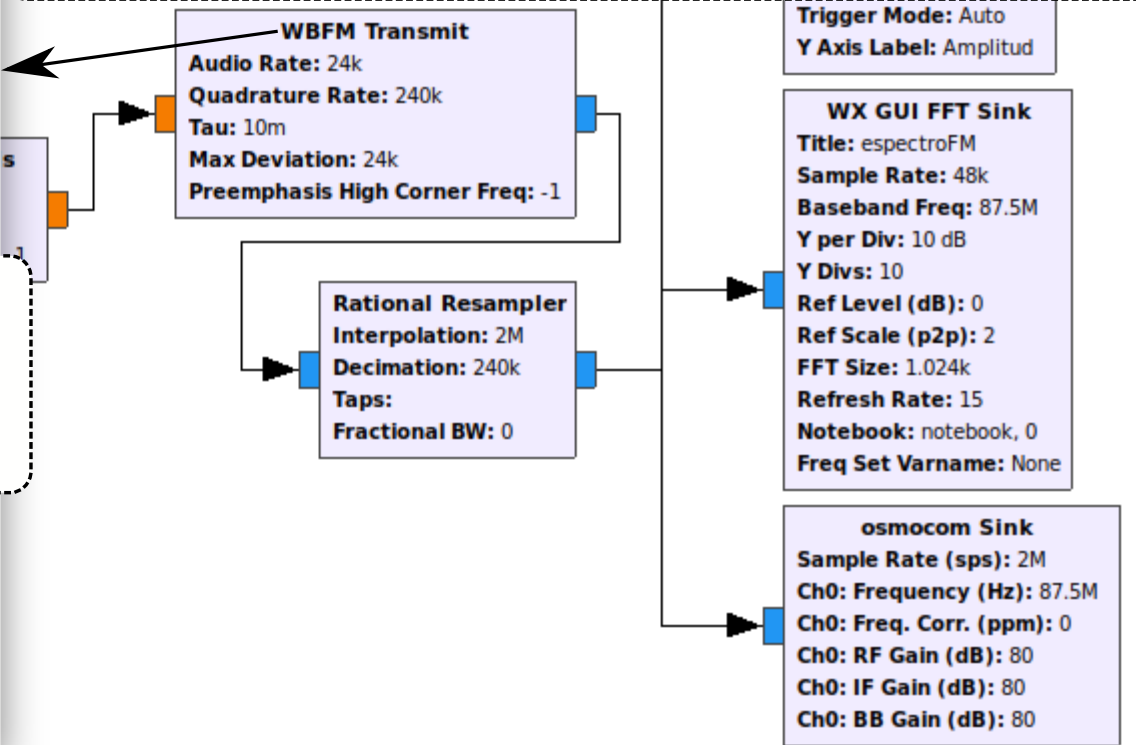 WBFM Transmit
Audio Rate: 24k
Quadrature Rate: 240k
Tau: 10m
Max Deviation: 24k
Preemphasis High Corner Freq: -1
s
1
Rational Resampler
Interpolation: 2M
Decimation: 240k
Taps:
Fractional BW: 0
Trigger Mode: Auto
Y Axis Label: Amplitud
WX GUI FFT Sink
Title: espectroFM
Sample Rate: 48k
Baseband Freq: 87.5M
Y per Div: 10 dB
Y Divs: 10
Ref Level (dB): 0
Ref Scale (p2p): 2
FFT Size: 1.024k
Refresh Rate: 15
Notebook: notebook, 0
Freq Set Varname: None
osmocom Sink
Sample Rate (sps): 2M
Ch0: Frequency (Hz): 87.5M
Ch0: Freq. Corr. (ppm): 0
Ch0: RF Gain (dB): 80
Ch0: IF Gain (dB): 80
Ch0: BB Gain (dB): 80